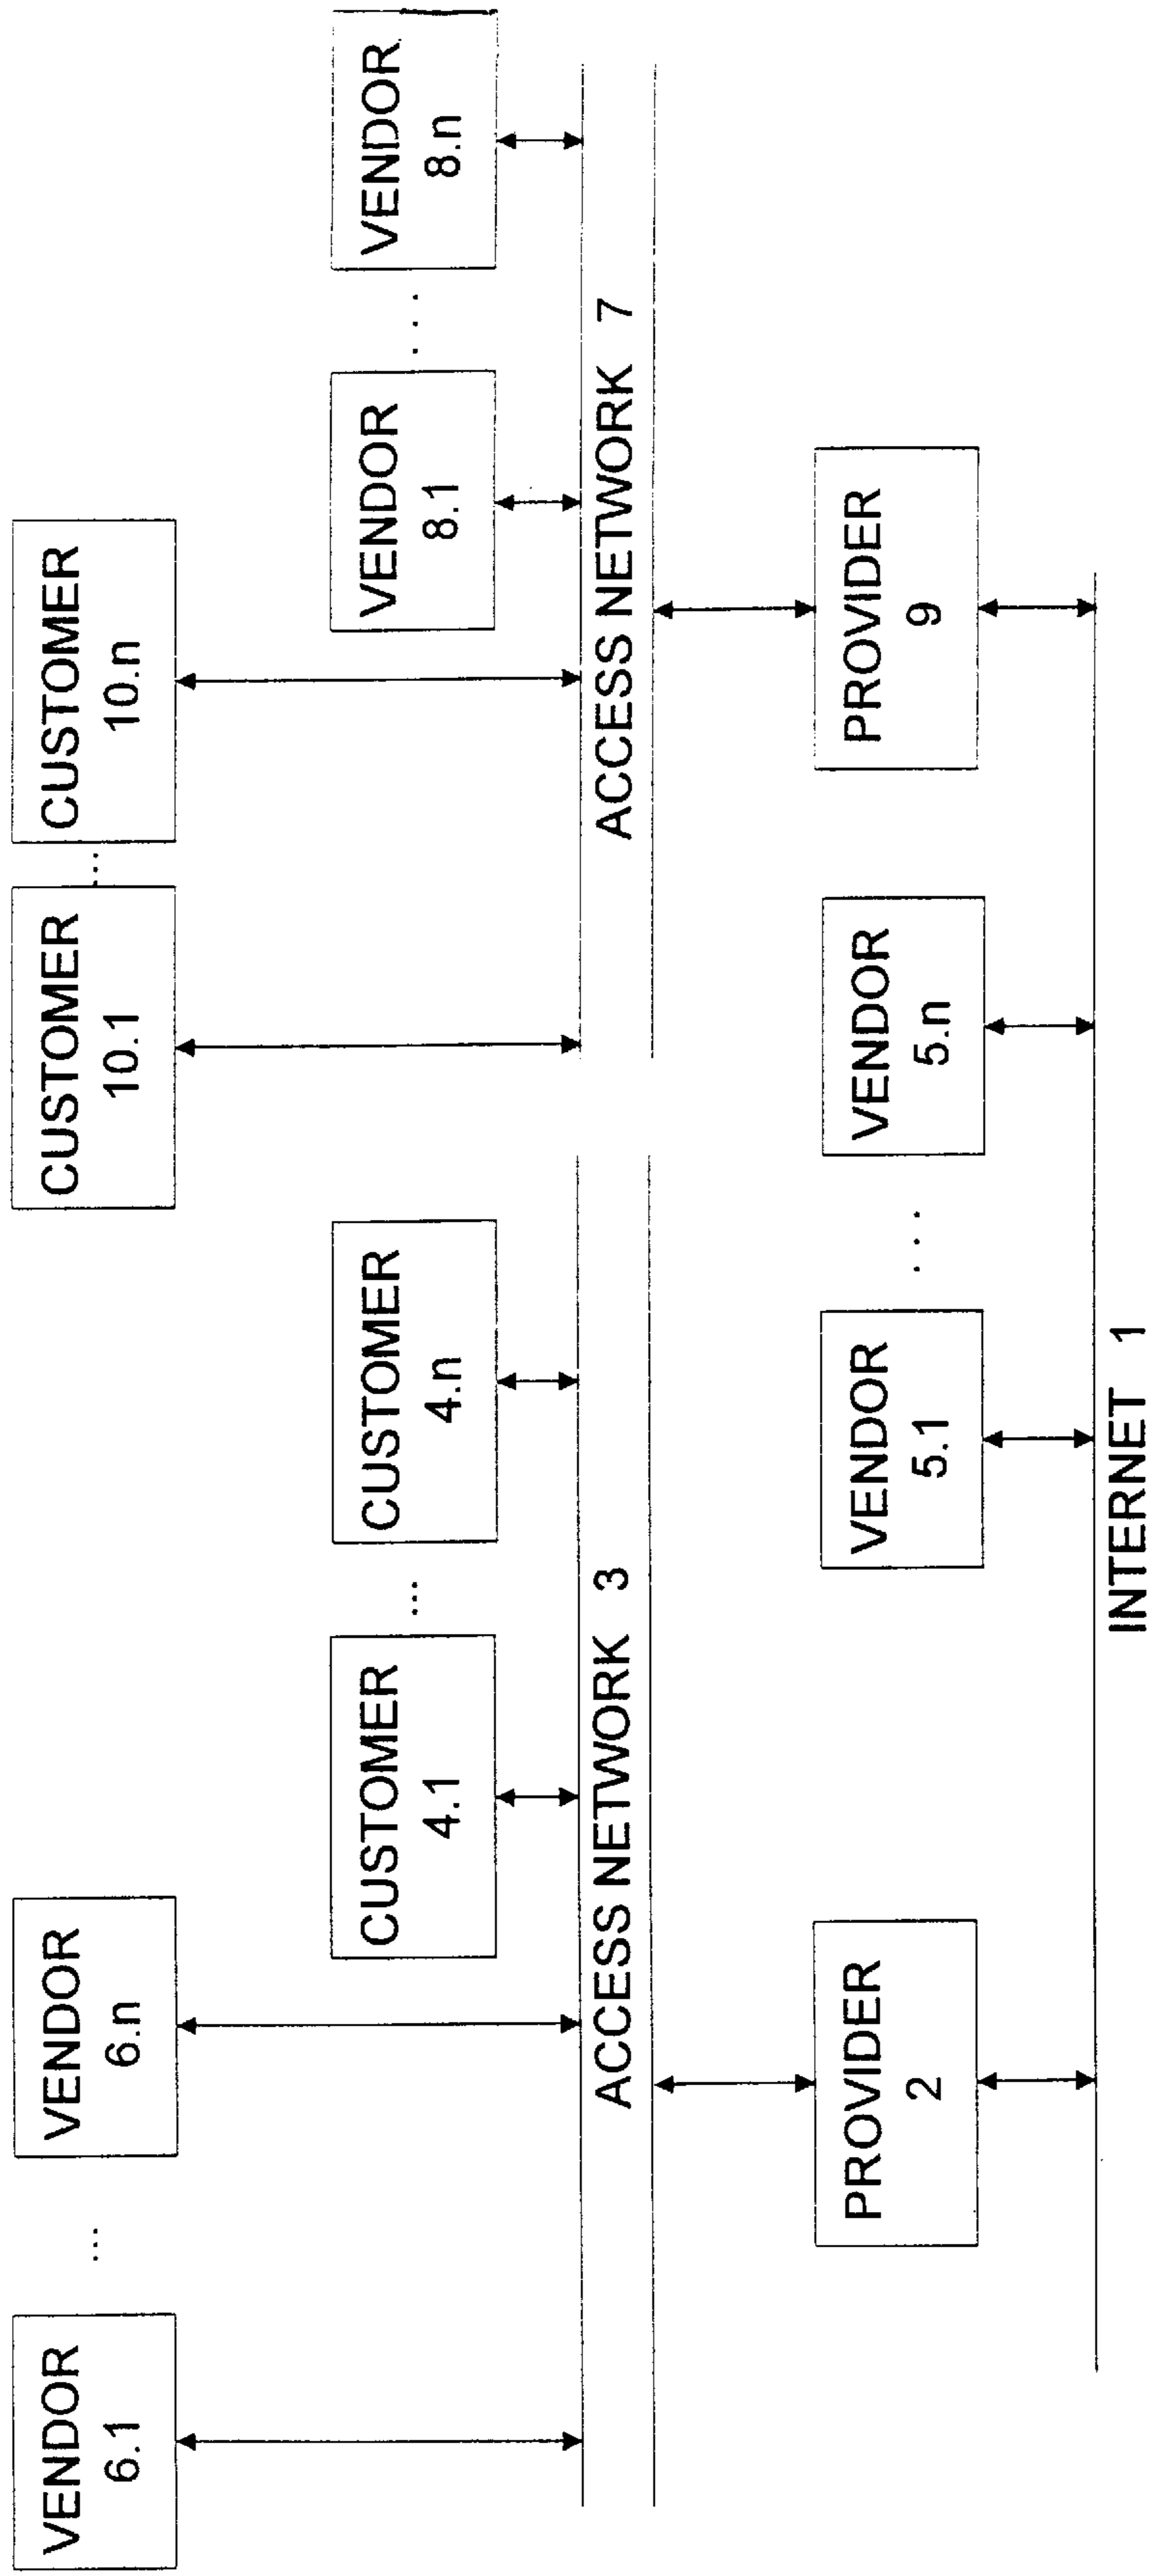 VENDOR
6.1
...
VENDOR
6.n
CUSTOMER
10.1
...
CUSTOMER
10.n
CUSTOMER
4.1
...
CUSTOMER
4.n
VENDOR
8.1
. . .
VENDOR
8.n
ACCESS NETWORK 3
ACCESS NETWORK 7
PROVIDER
2
VENDOR
5.1
. . .
VENDOR
5.n
PROVIDER
9
INTERNET 1